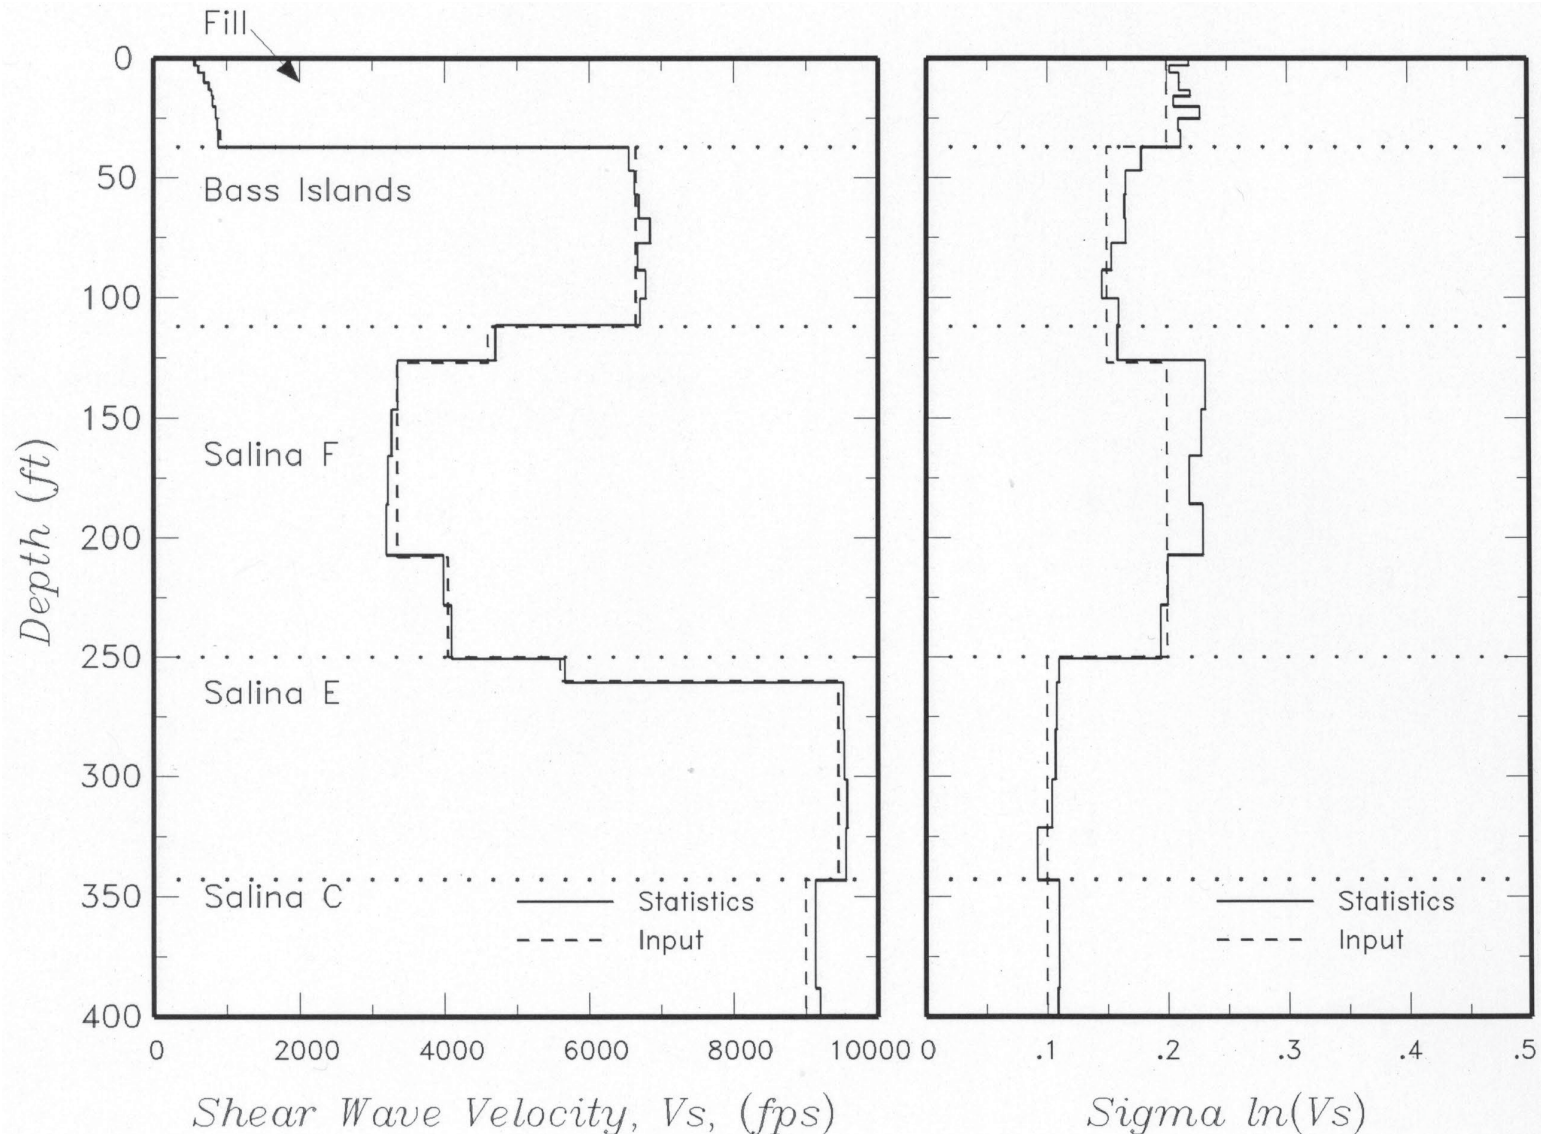 Fill
0
50
100
150
200
250
300
350
400
Depth (ft)
Bass Islands
Salina F
Salina E
Salina C
Statistics
Input
0 2000 4000 6000 8000 10000
Shear Wave Velocity, Vs, (fps)
Statistics
Input
0 .1 .2 .3 .4 .5
Sigma ln(Vs)